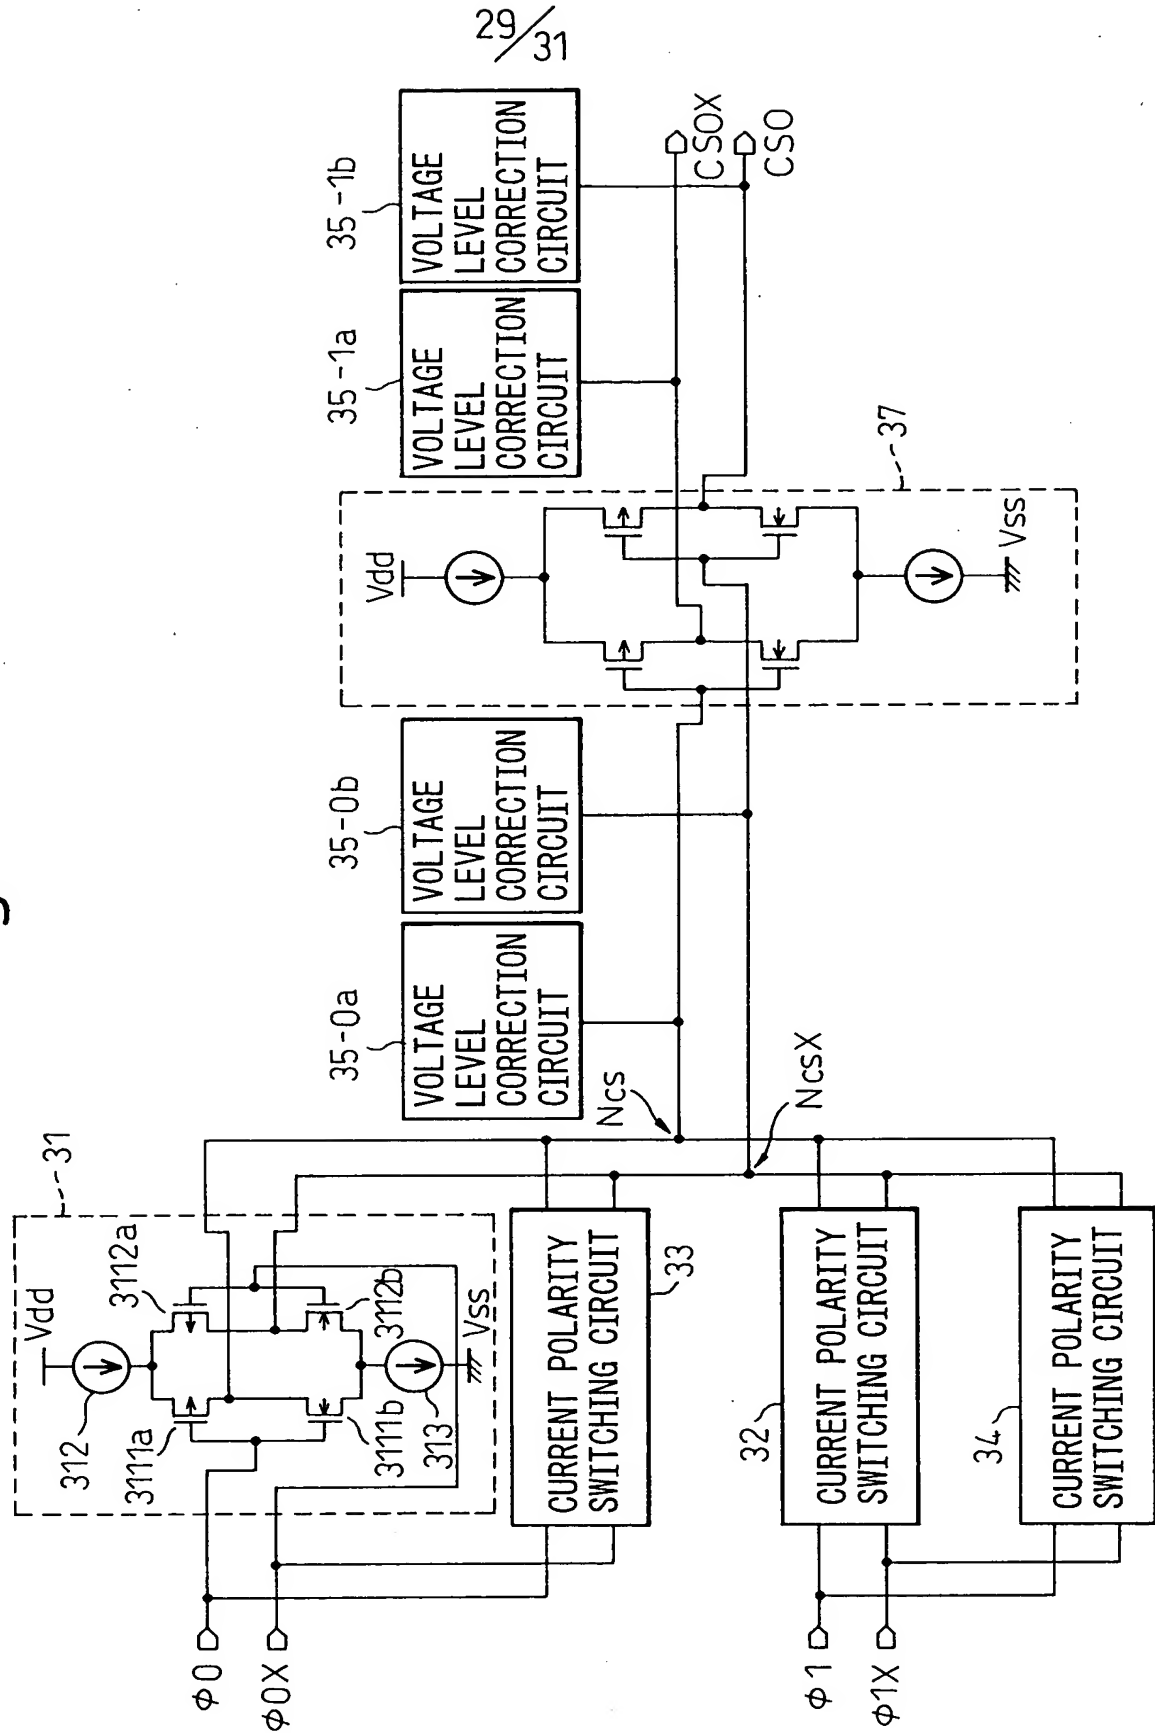 29/31
35-0a
VOLTAGE
LEVEL
CORRECTION
CIRCUIT
35-0b
VOLTAGE
LEVEL
CORRECTION
CIRCUIT
35-1a
VOLTAGE
LEVEL
CORRECTION
CIRCUIT
35-1b
VOLTAGE
LEVEL
CORRECTION
CIRCUIT
31
Vdd
312
3111a
3112a
3111b
3112b
313
Vss
φ0
φ0X
CURRENT POLARITY
SWITCHING CIRCUIT
33
Ncs
NcsX
Vdd
Vss
37
CSOX
CSO
φ1
φ1X
32
CURRENT POLARITY
SWITCHING CIRCUIT
34
CURRENT POLARITY
SWITCHING CIRCUIT